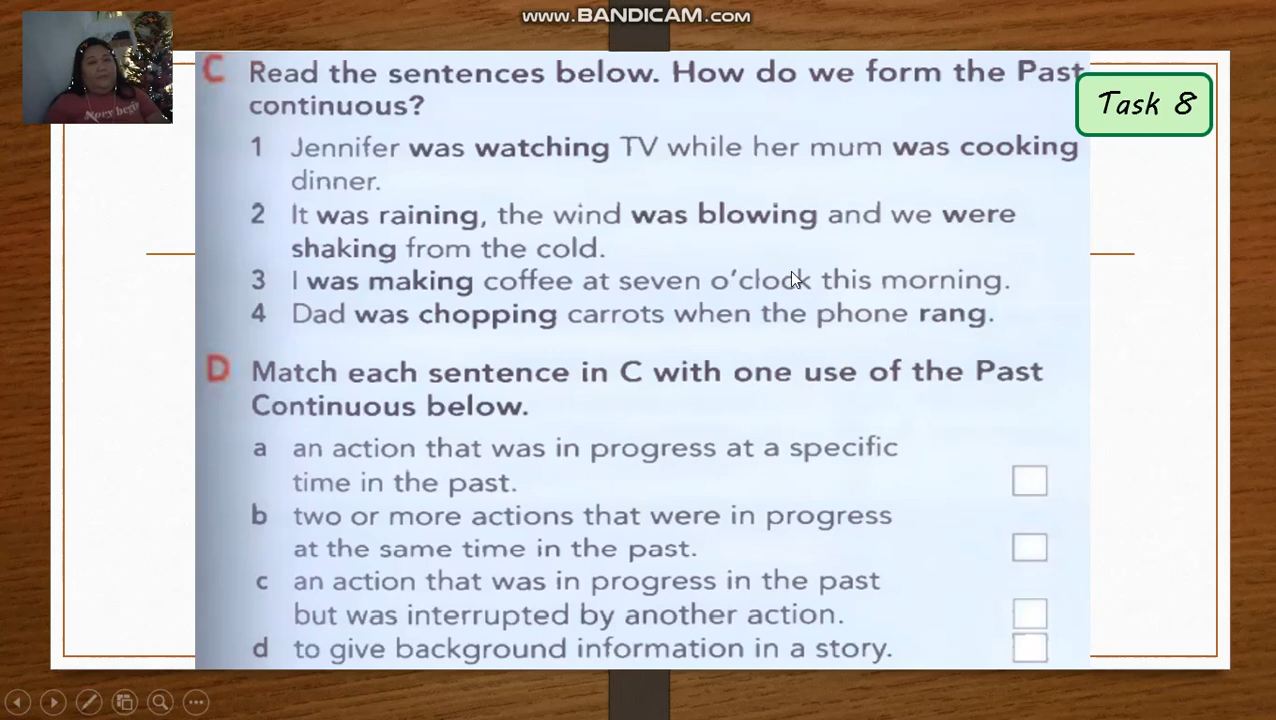 www.BANDICAM.com
C Read the sentences below. How do we form the Past
continuous?
Task 8
1 Jennifer was watching TV while her mum was cooking
dinner.
2 It was raining, the wind was blowing and we were
shaking from the cold.
3 I was making coffee at seven o'clock this morning.
4 Dad was chopping carrots when the phone rang.
D Match each sentence in C with one use of the Past
Continuous below.
a an action that was in progress at a specific
time in the past.
b two or more actions that were in progress
at the same time in the past.
c an action that was in progress in the past
but was interrupted by another action.
d to give background information in a story.